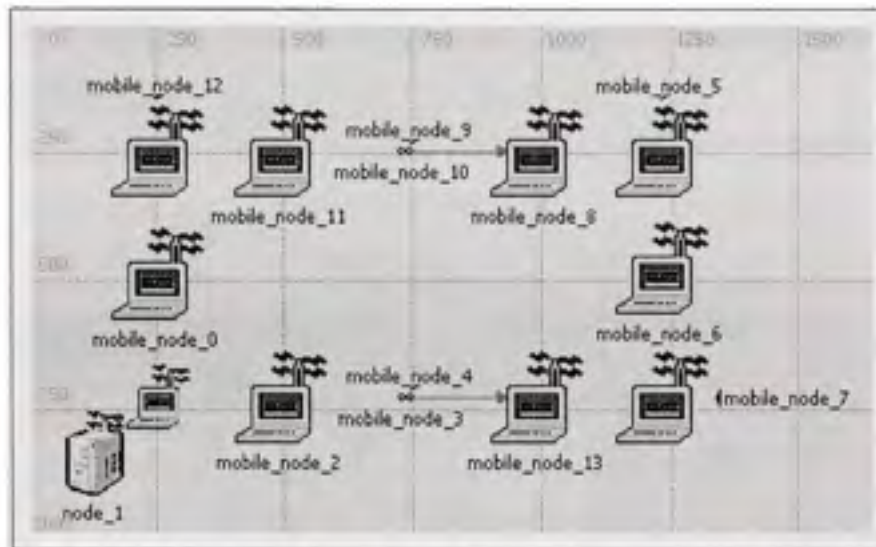 250 500 750 1000 1250 1500
mobile_node_12
mobile_node_5
mobile_node_9
mobile_node_10
mobile_node_11
mobile_node_8
mobile_node_0
mobile_node_6
mobile_node_4
mobile_node_7
mobile_node_3
mobile_node_2
mobile_node_13
node_1